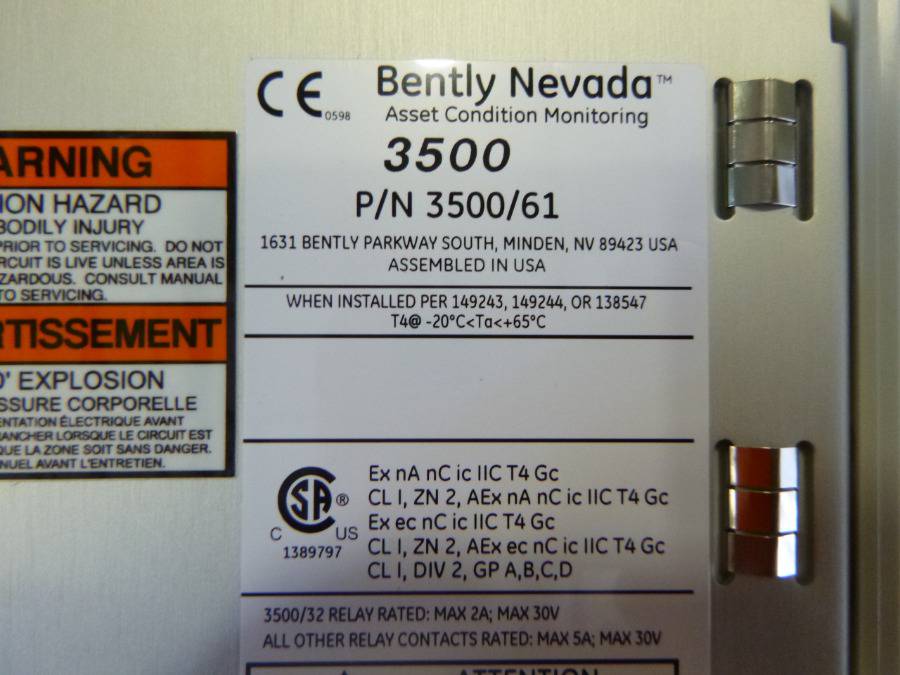 CE 0598
Bently Nevada™
Asset Condition Monitoring
3500
P/N 3500/61
1631 BENTLY PARKWAY SOUTH, MINDEN, NV 89423 USA
ASSEMBLED IN USA
WHEN INSTALLED PER 149243, 149244, OR 138547
T4@ -20°C<Ta<+65°C
CSA®
C US
1389797
Ex nA nC ic IIC T4 Gc
CL I, ZN 2, AEx nA nC ic IIC T4 Gc
Ex ec nC ic IIC T4 Gc
CL I, ZN 2, AEx ec nC ic IIC T4 Gc
CL I, DIV 2, GP A,B,C,D
3500/32 RELAY RATED: MAX 2A; MAX 30V
ALL OTHER RELAY CONTACTS RATED: MAX 5A; MAX 30V
ATTENTION
ARNING
ION HAZARD
BODILY INJURY
PRIOR TO SERVICING. DO NOT
RCUIT IS LIVE UNLESS AREA IS
ZARDOUS. CONSULT MANUAL
TO SERVICING.
RTISSEMENT
D' EXPLOSION
SSURE CORPORELLE
ENTATION ÉLECTRIQUE AVANT
ANCHER LORSQUE LE CIRCUIT EST
QUE LA ZONE SOIT SANS DANGER.
NUEL AVANT L'ENTRETIEN.